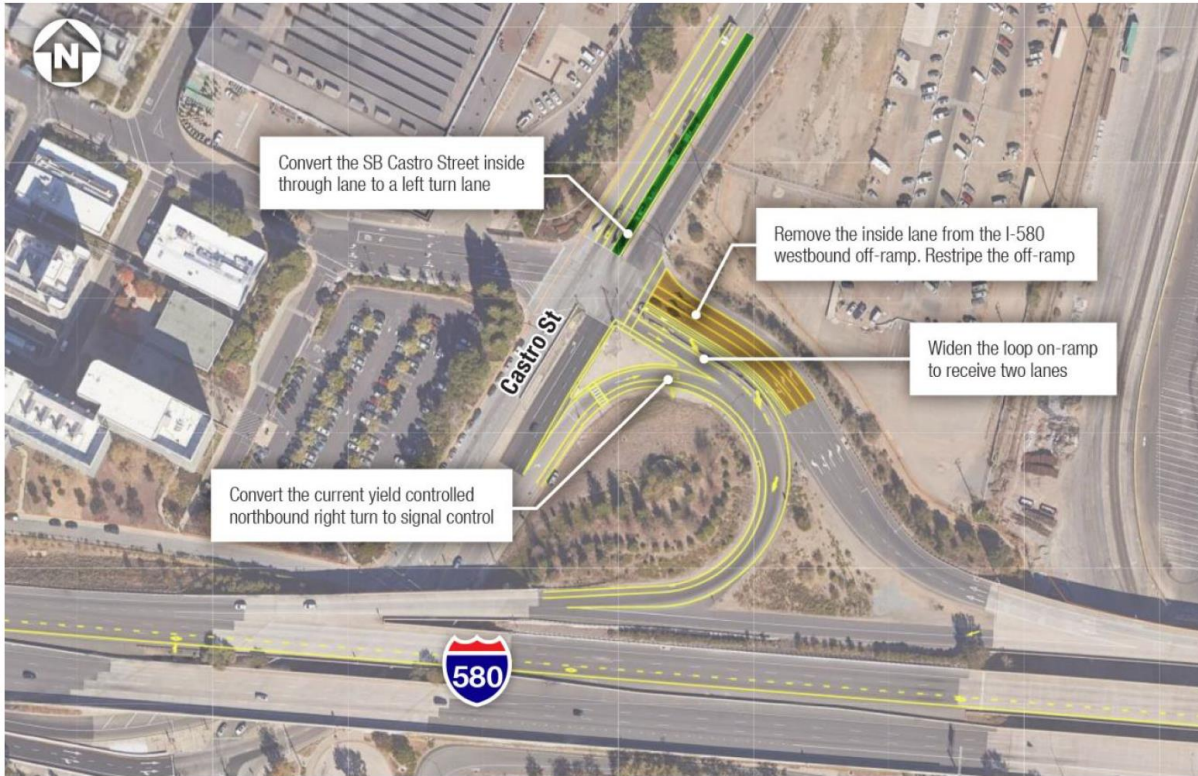 N
Convert the SB Castro Street inside
through lane to a left turn lane
Remove the inside lane from the I-580
westbound off-ramp. Restripe the off-ramp
Widen the loop on-ramp
to receive two lanes
Castro St
Convert the current yield controlled
northbound right turn to signal control
580